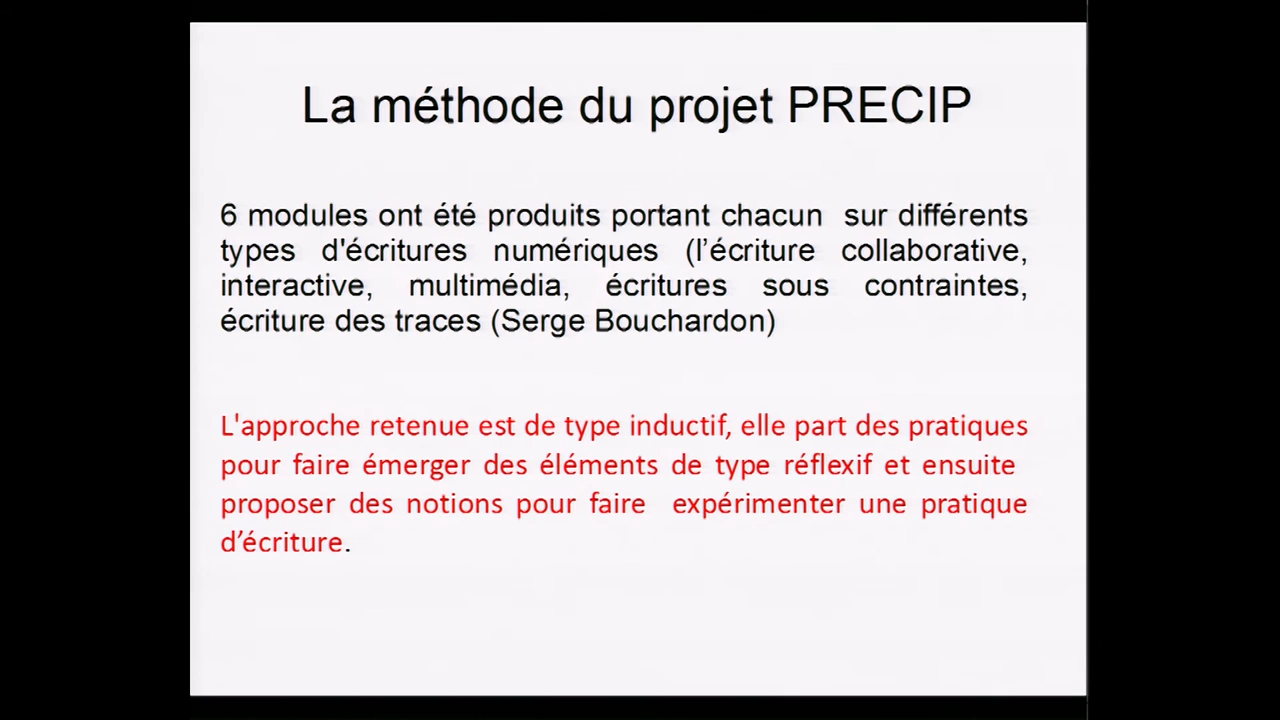 La méthode du projet PRECIP
6 modules ont été produits portant chacun sur différents
types d'écritures numériques (l’écriture collaborative,
interactive, multimédia, écritures sous contraintes,
écriture des traces (Serge Bouchardon)
L'approche retenue est de type inductif, elle part des pratiques
pour faire émerger des éléments de type réflexif et ensuite
proposer des notions pour faire expérimenter une pratique
d’écriture.